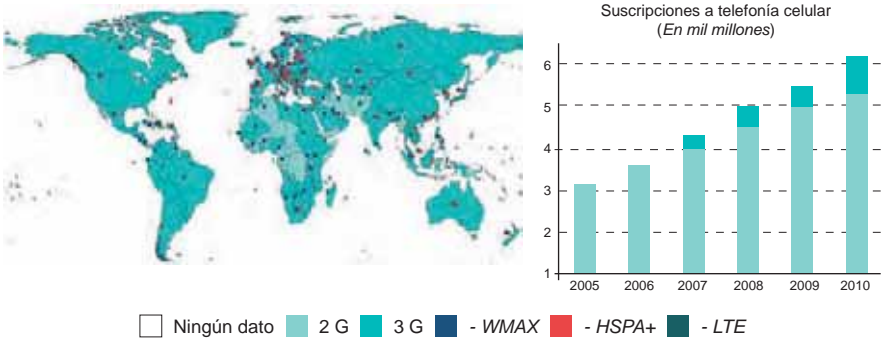 Suscripciones a telefonía celular
(En mil millones)
6
5
4
3
2
1
2005 2006 2007 2008 2009 2010
Ningún dato 2 G 3 G - WMAX - HSPA+ - LTE